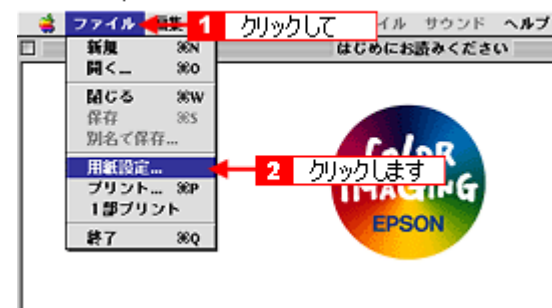 ファイル 編集 1 クリックして イル サウンド ヘルプ
はじめにお読みください
新規 ⌘N
開く... ⌘O
閉じる ⌘W
保存 ⌘S
別名で保存...
用紙設定... 2 クリックします
プリント... ⌘P
1部プリント
終了 ⌘Q
Color
IMAGING
EPSON